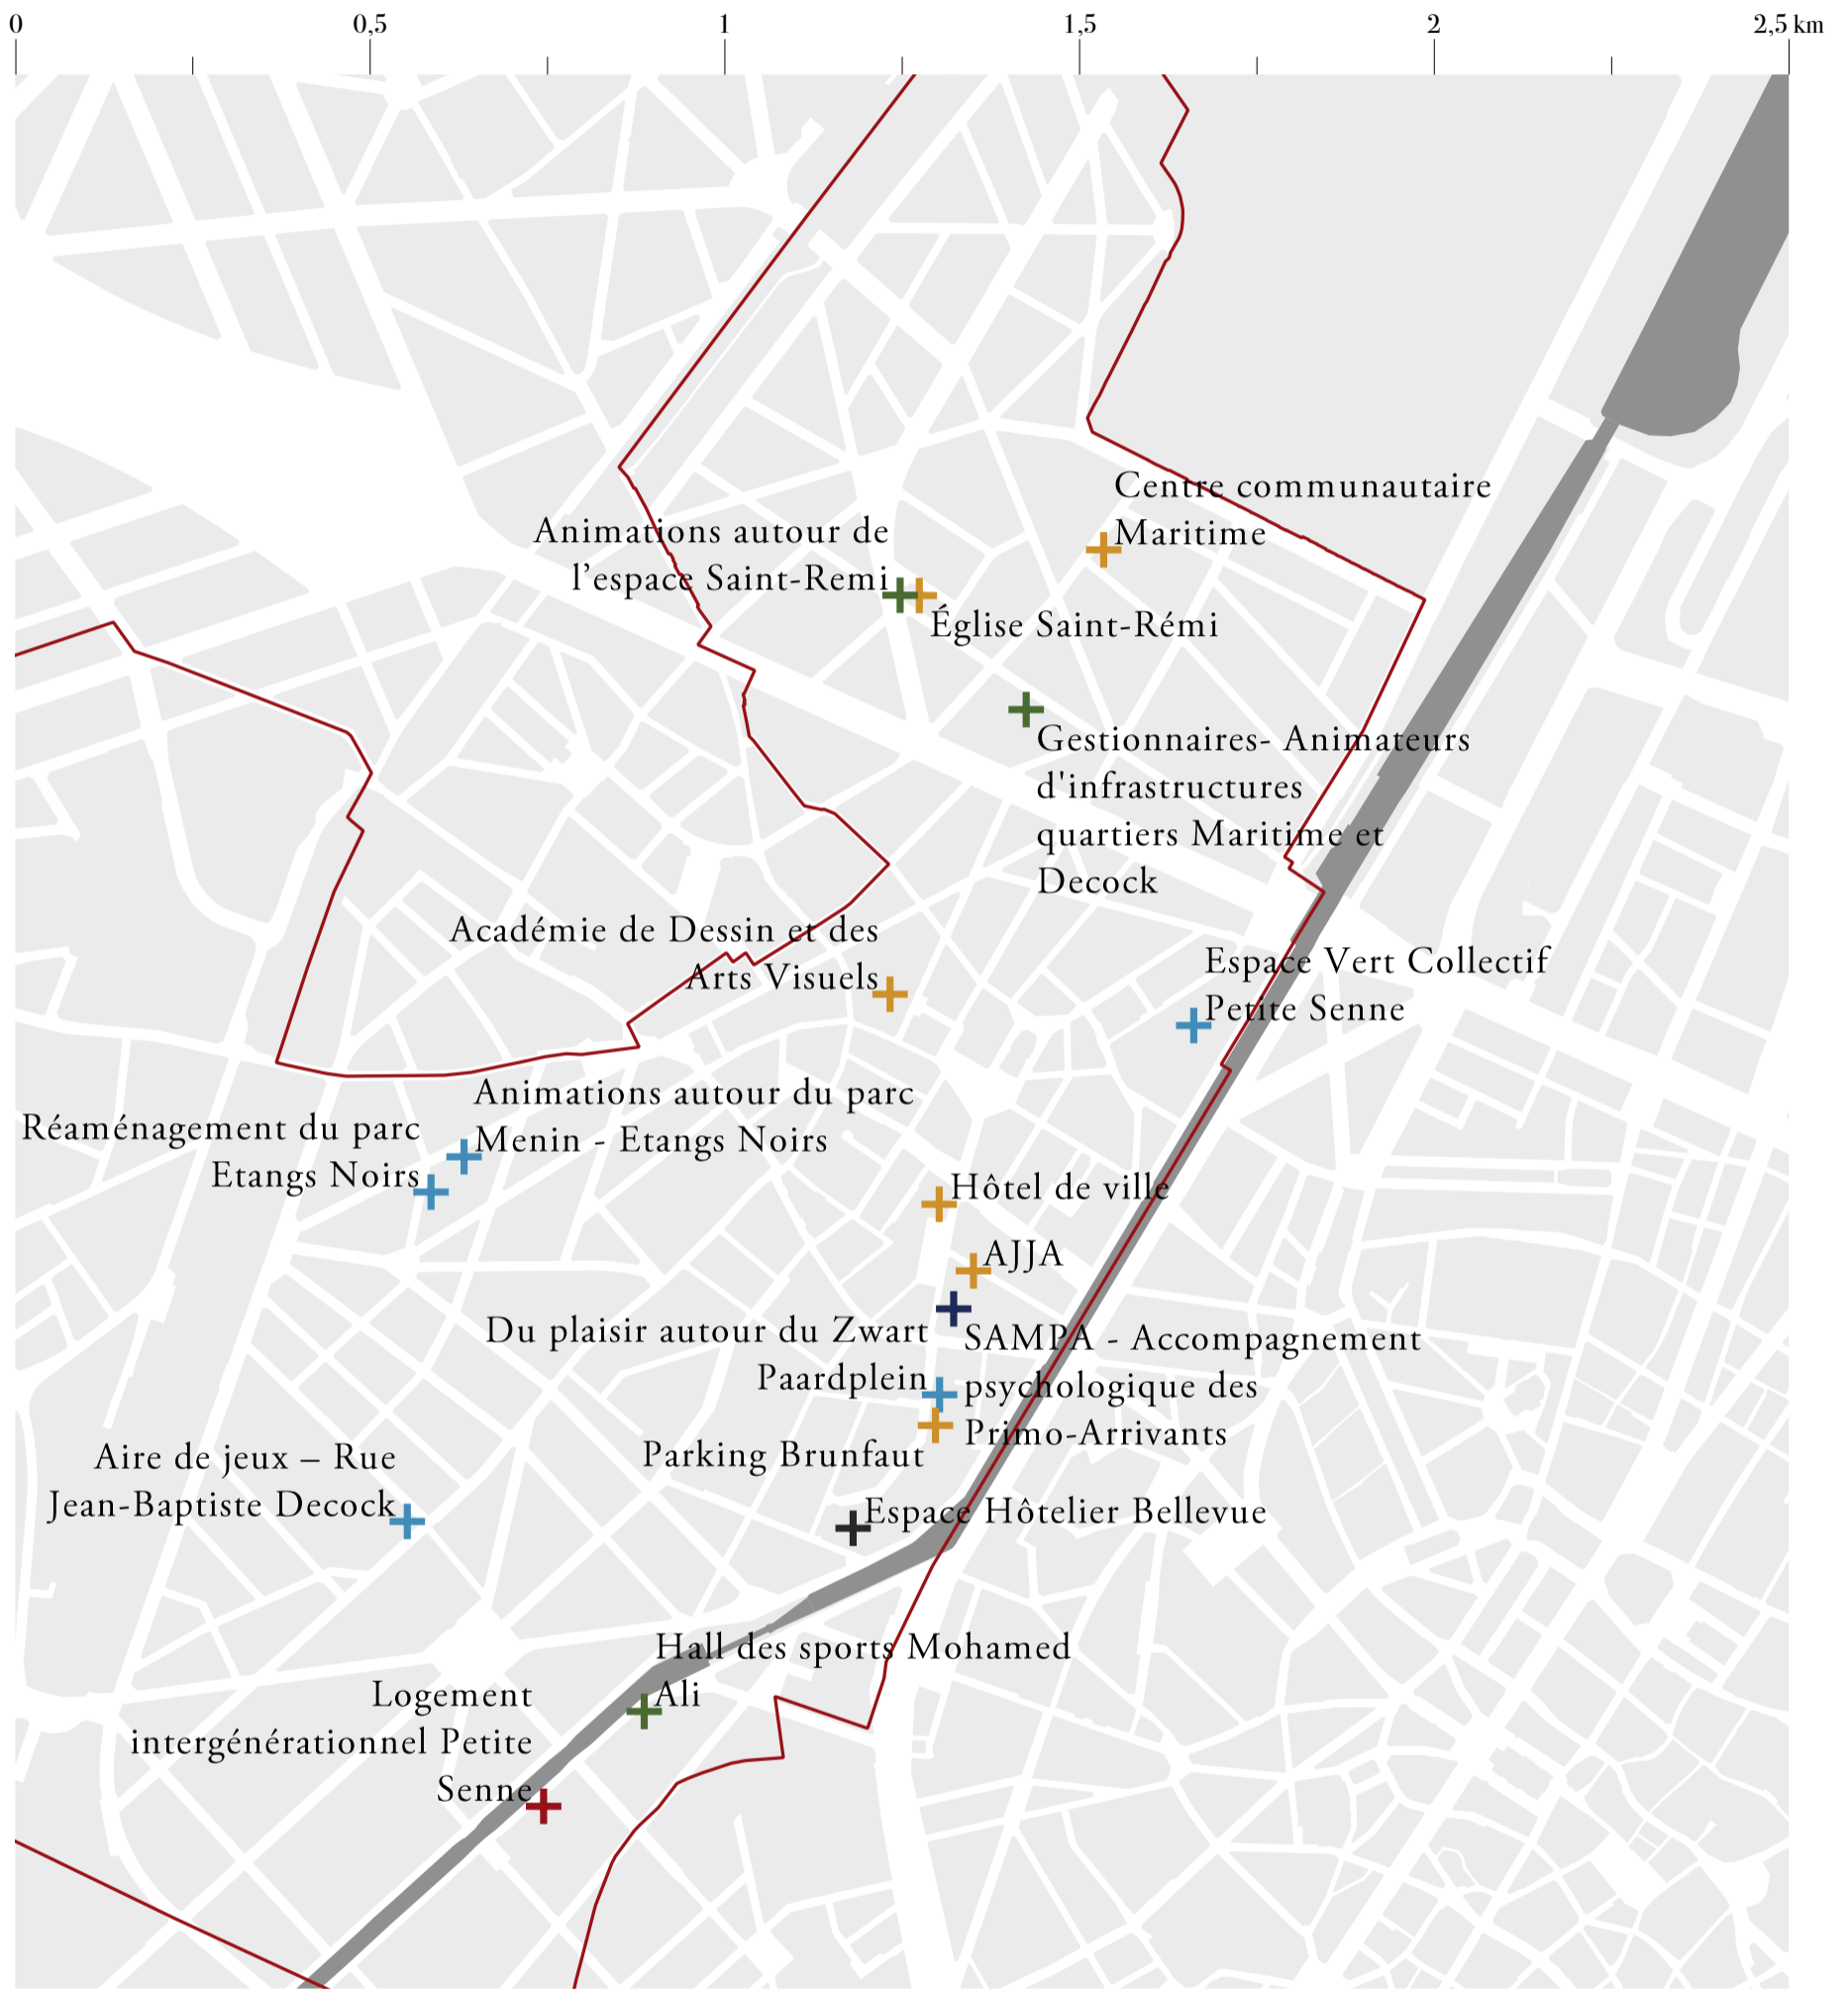 0 0,5 1 1,5 2 2,5 km
Centre communautaire
Maritime
Animations autour de
l’espace Saint-Remi
Église Saint-Rémi
Gestionnaires- Animateurs
d'infrastructures
quartiers Maritime et
Decock
Académie de Dessin et des
Arts Visuels
Espace Vert Collectif
Petite Senne
Animations autour du parc
Menin - Etangs Noirs
Réaménagement du parc
Etangs Noirs
Hôtel de ville
AJJA
Du plaisir autour du Zwart
Paardplein
SAMPA - Accompagnement
psychologique des
Primo-Arrivants
Parking Brunfaut
Aire de jeux – Rue
Jean-Baptiste Decock
Espace Hôtelier Bellevue
Hall des sports Mohamed
Ali
Logement
intergénérationnel Petite
Senne